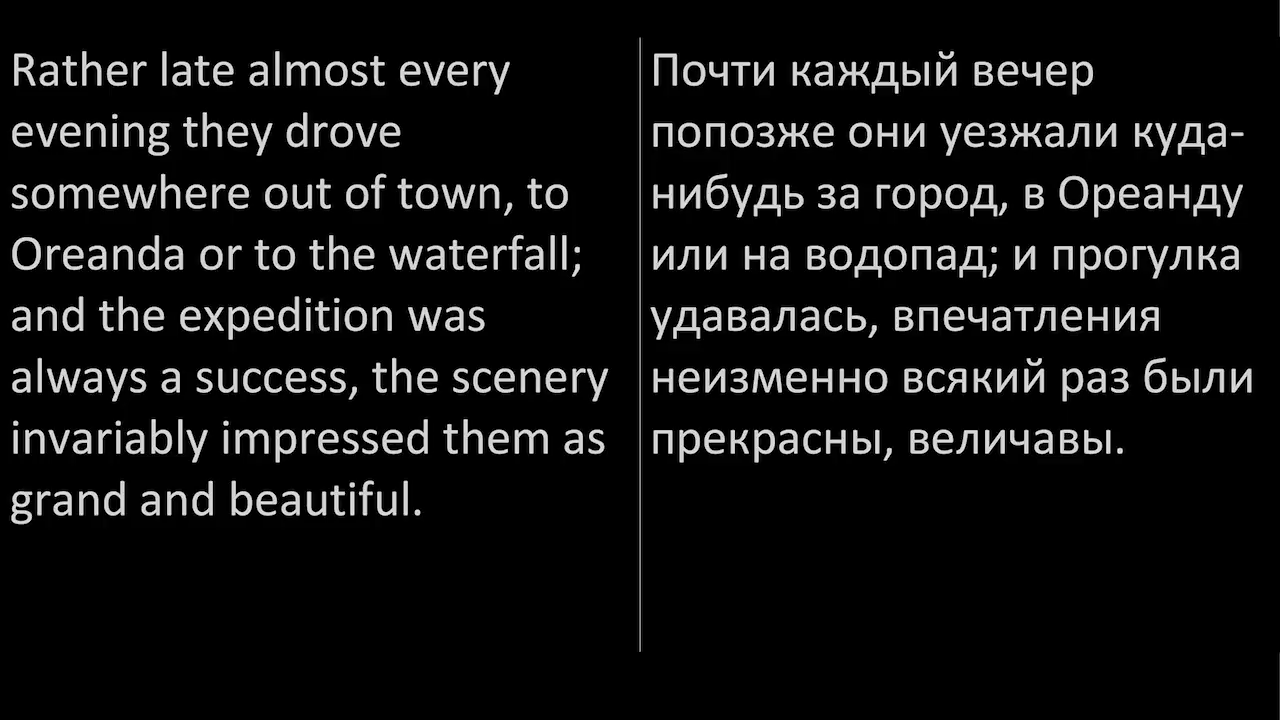 Rather late almost every
evening they drove
somewhere out of town, to
Oreanda or to the waterfall;
and the expedition was
always a success, the scenery
invariably impressed them as
grand and beautiful.
Почти каждый вечер
попозже они уезжали куда-
нибудь за город, в Ореанду
или на водопад; и прогулка
удавалась, впечатления
неизменно всякий раз были
прекрасны, величавы.